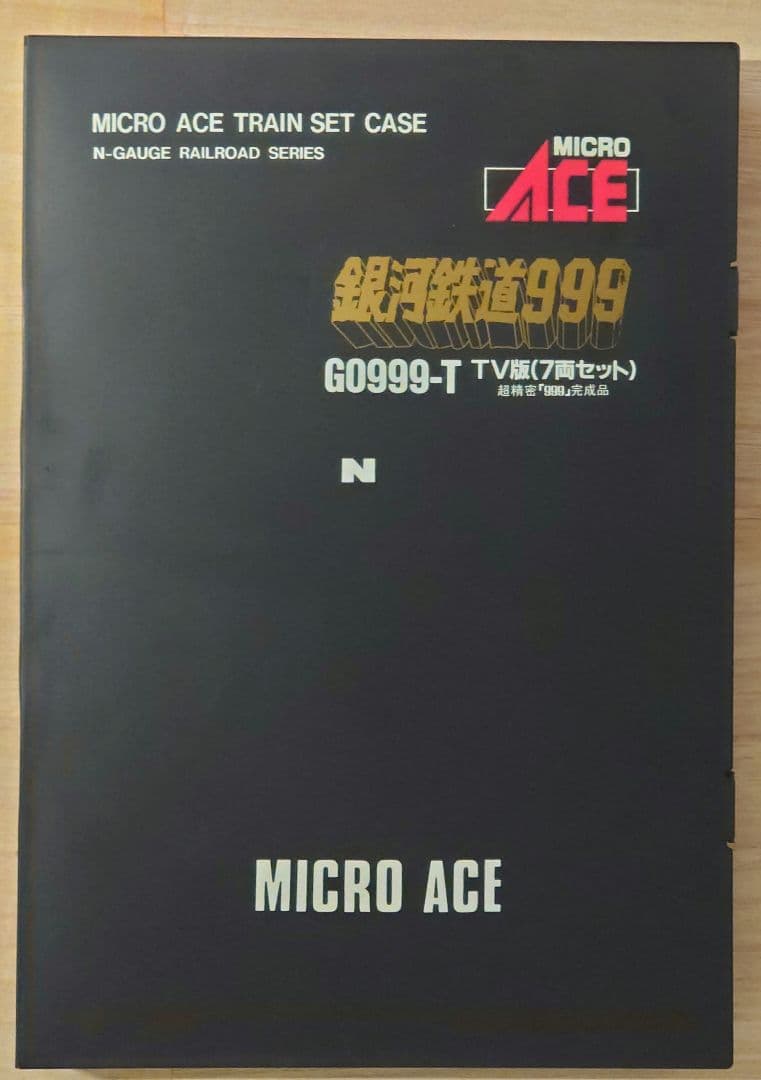 MICRO ACE TRAIN SET CASE
N-GAUGE RAILROAD SERIES
MICRO
ACE
銀河鉄道999
G0999-T TV版(7両セット)
超精密「999」完成品
N
MICRO ACE